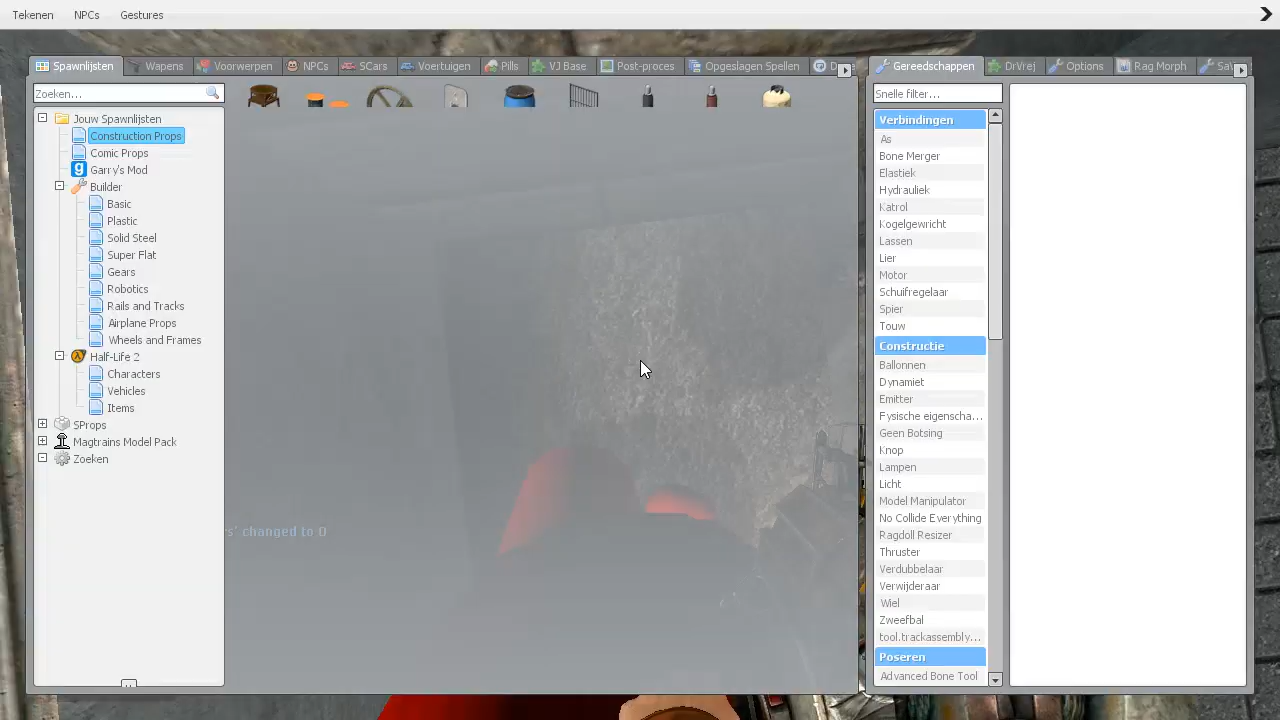 Tekenen NPCs Gestures
Spawnlijsten Wapens Voorwerpen NPCs SCars Voertuigen Pills VJ Base Post-proces Opgeslagen Spellen Gereedschappen DrVrej Options Rag Morph
Zoeken...
Jouw Spawnlijsten
Construction Props
Comic Props
Garry's Mod
Builder
Basic
Plastic
Solid Steel
Super Flat
Gears
Robotics
Rails and Tracks
Airplane Props
Wheels and Frames
Half-Life 2
Characters
Vehicles
Items
SProps
Magtrains Model Pack
Zoeken
s' changed to 0
Snelle filter...
Verbindingen
As
Bone Merger
Elastiek
Hydrauliek
Katrol
Kogelgewricht
Lassen
Lier
Motor
Schuifregelaar
Spier
Touw
Constructie
Ballonnen
Dynamiet
Emitter
Fysische eigenscha...
Geen Botsing
Knop
Lampen
Licht
Model Manipulator
No Collide Everything
Ragdoll Resizer
Thruster
Verdubbelaar
Verwijderaar
Wiel
Zweefbal
tool.trackassembly...
Poseren
Advanced Bone Tool